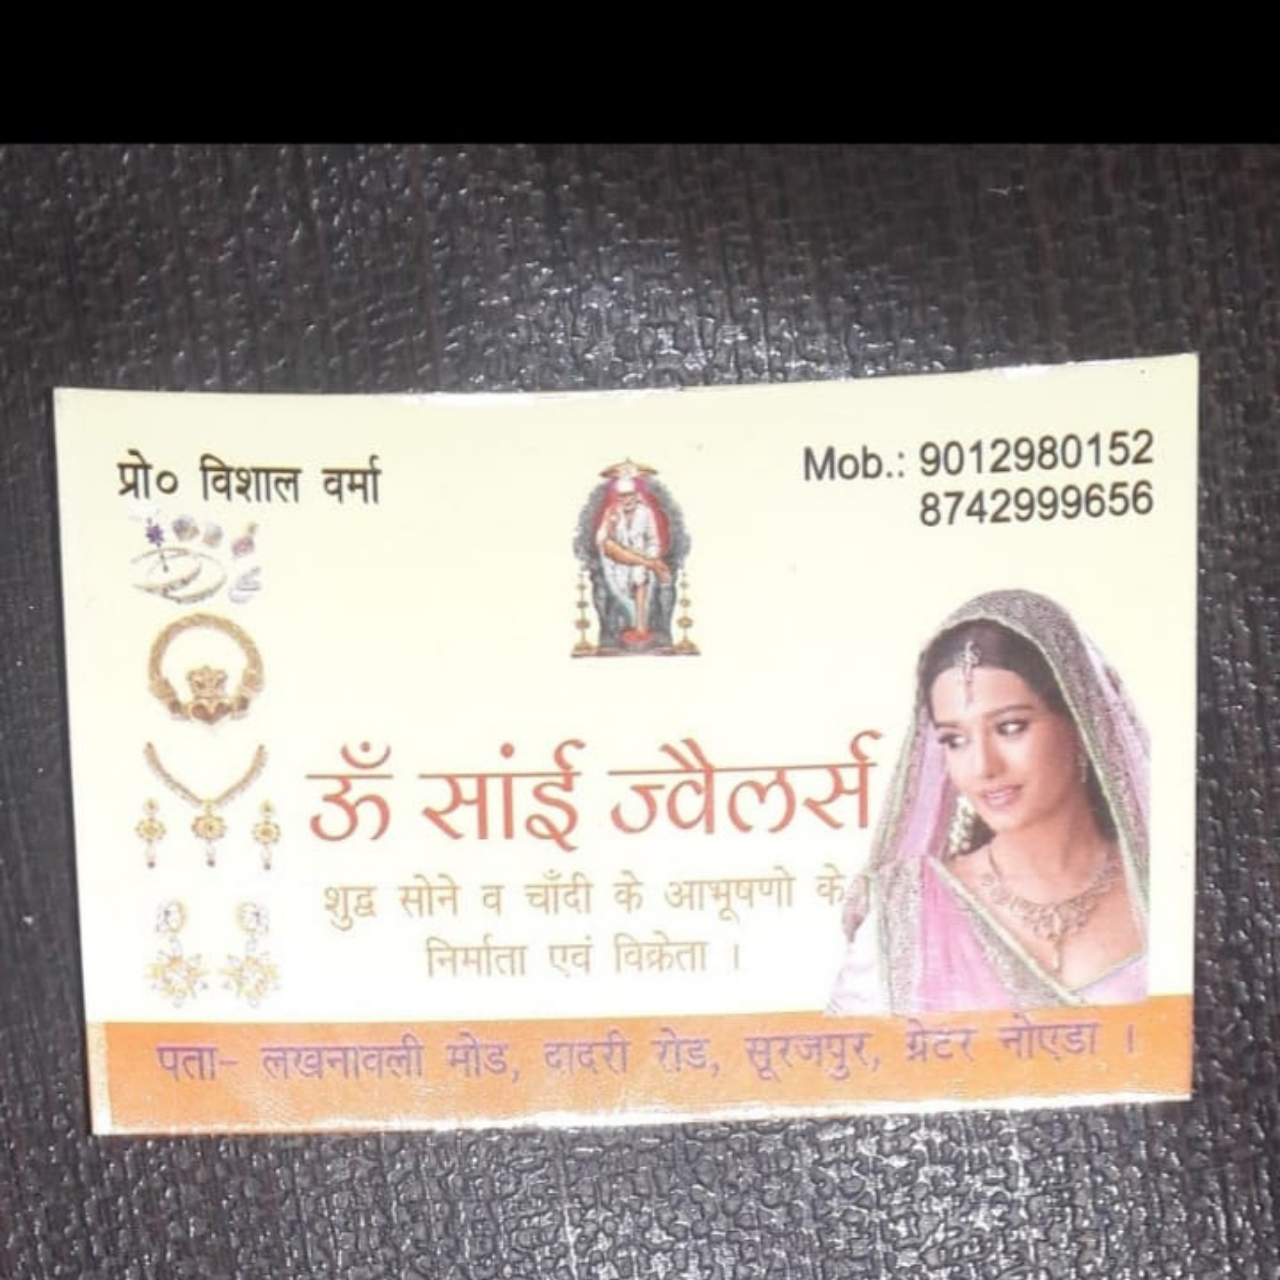 प्रो० विशाल वर्मा
Mob.: 9012980152
8742999656
ऊँ सांई ज्वैलर्स
शुद्ध सोने व चाँदी के आभूषणो के
निर्माता एवं विक्रेता ।
पता- लखनावली मोड, दादरी रोड, सूरजपुर, ग्रेटर नोएडा ।